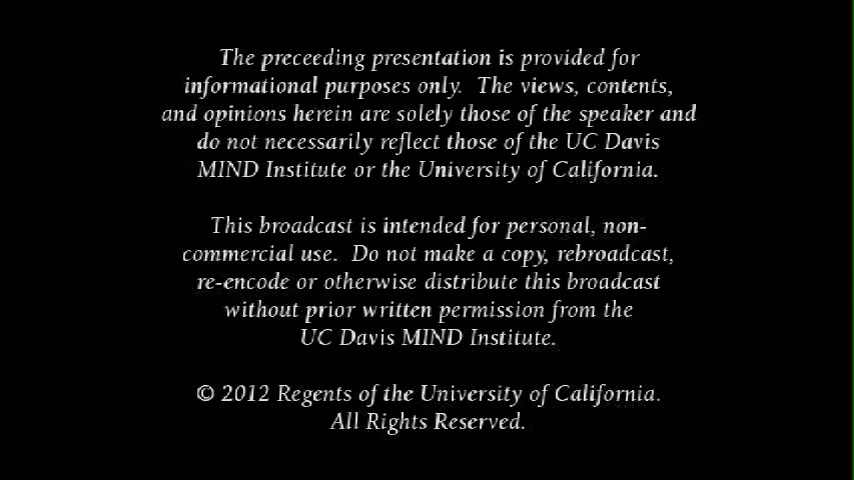 The preceeding presentation is provided for
informational purposes only.  The views, contents,
and opinions herein are solely those of the speaker and
do not necessarily reflect those of the UC Davis
MIND Institute or the University of California.
This broadcast is intended for personal, non-
commercial use.  Do not make a copy, rebroadcast,
re-encode or otherwise distribute this broadcast
without prior written permission from the
UC Davis MIND Institute.
© 2012 Regents of the University of California.
All Rights Reserved.